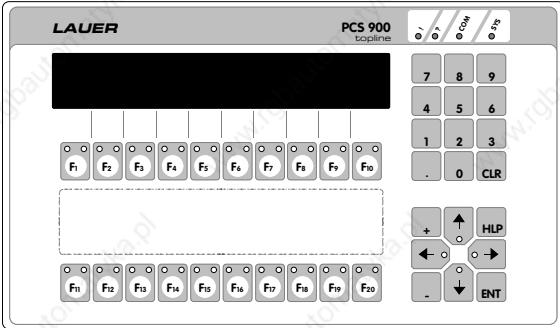 LAUER
PCS 900
topline
! ? COM SYS
7 8 9
4 5 6
1 2 3
. 0 CLR
F1 F2 F3 F4 F5 F6 F7 F8 F9 F10
+ HLP
F11 F12 F13 F14 F15 F16 F17 F18 F19 F20
- ENT